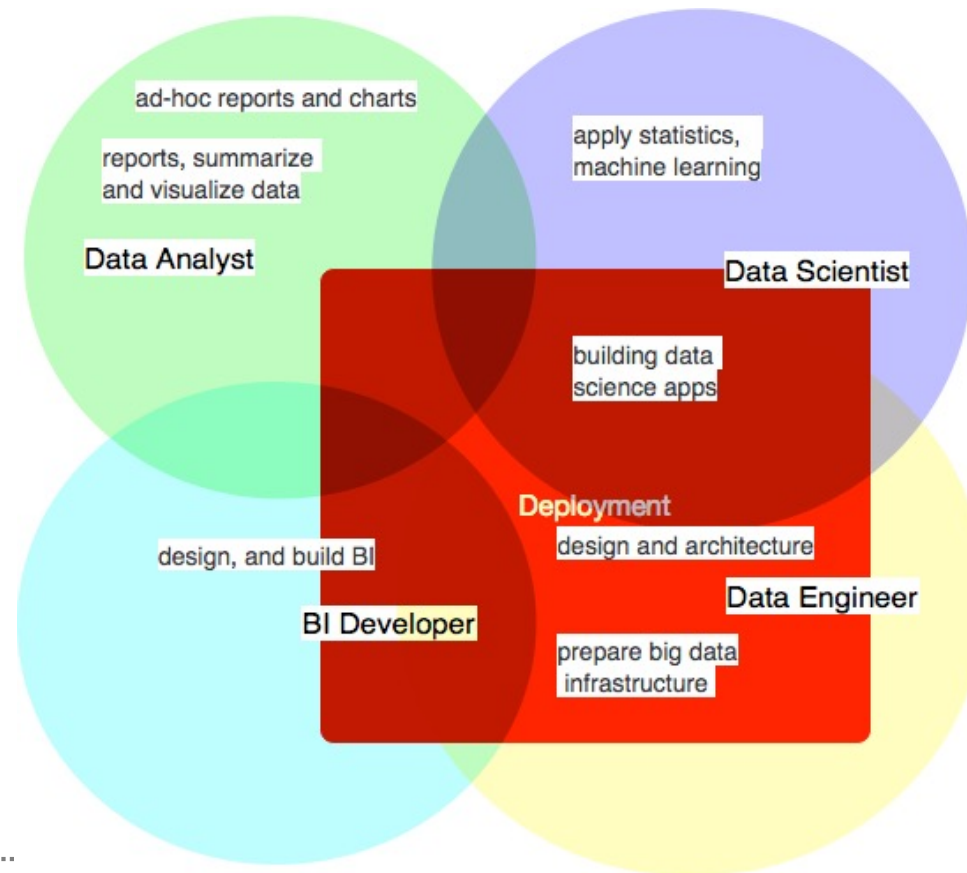 ad-hoc reports and charts
reports, summarize
and visualize data
Data Analyst
apply statistics,
machine learning
Data Scientist
building data
science apps
Deployment
design and architecture
design, and build BI
BI Developer
Data Engineer
prepare big data
infrastructure
..